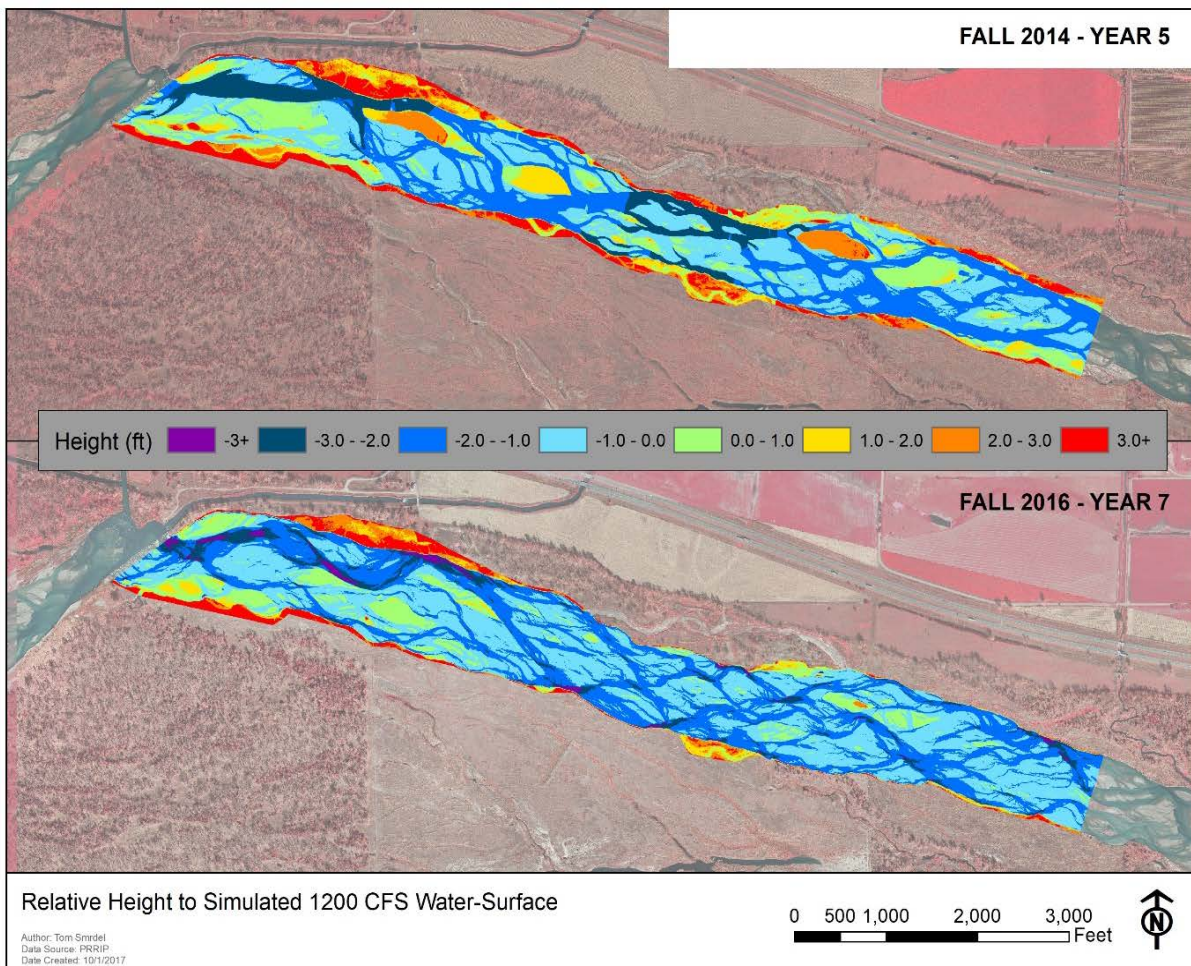 FALL 2014 - YEAR 5
Height (ft) -3+ -3.0 - -2.0 -2.0 - -1.0 -1.0 - 0.0 0.0 - 1.0 1.0 - 2.0 2.0 - 3.0 3.0+
FALL 2016 - YEAR 7
Relative Height to Simulated 1200 CFS Water-Surface
0 500 1,000 2,000 3,000
Feet
N
Author: Tom Smrdel
Data Source: PRRIP
Date Created: 10/1/2017